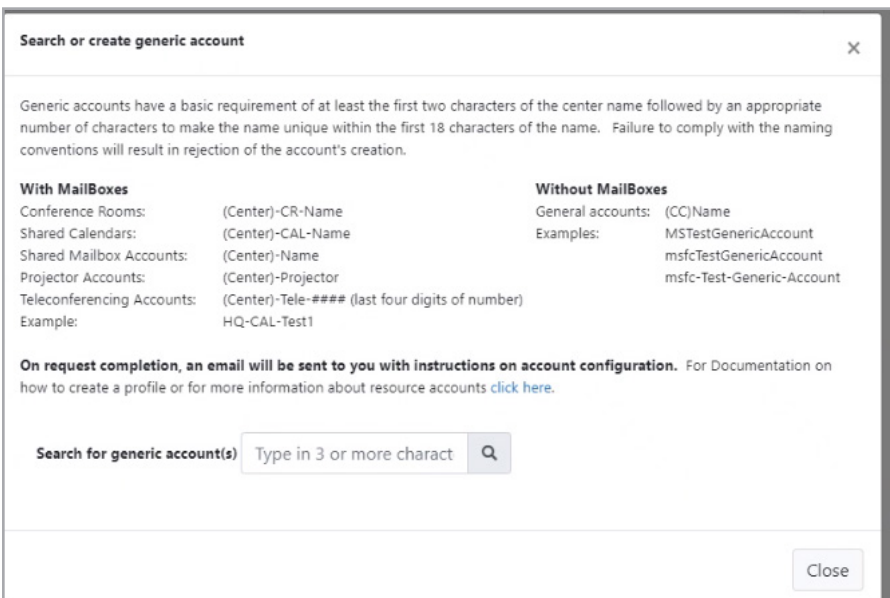 Search or create generic account
×
Generic accounts have a basic requirement of at least the first two characters of the center name followed by an appropriate
number of characters to make the name unique within the first 18 characters of the name. Failure to comply with the naming
conventions will result in rejection of the account's creation.
With MailBoxes
Conference Rooms: (Center)-CR-Name
Shared Calendars: (Center)-CAL-Name
Shared Mailbox Accounts: (Center)-Name
Projector Accounts: (Center)-Projector
Teleconferencing Accounts: (Center)-Tele-#### (last four digits of number)
Example: HQ-CAL-Test1
Without MailBoxes
General accounts: (CC)Name
Examples: MSTestGenericAccount
msfcTestGenericAccount
msfc-Test-Generic-Account
On request completion, an email will be sent to you with instructions on account configuration. For Documentation on
how to create a profile or for more information about resource accounts click here.
Search for generic account(s) Type in 3 or more charact
Close